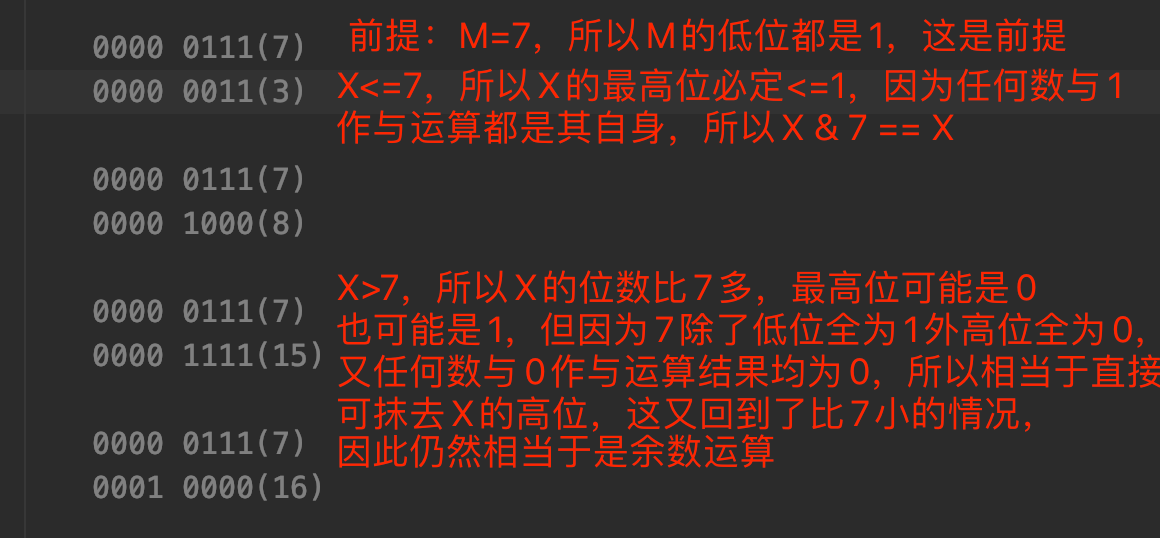 前提：M=7，所以M的低位都是1，这是前提
0000 0111(7)
X<=7，所以X的最高位必定<=1，因为任何数与1
0000 0011(3)
作与运算都是其自身，所以X & 7 == X
0000 0111(7)
0000 1000(8)
X>7，所以X的位数比7多，最高位可能是0
0000 0111(7)
也可能是1，但因为7除了低位全为1外高位全为0，
0000 1111(15)
又任何数与0作与运算结果均为0，所以相当于直接
可抹去X的高位，这又回到了比7小的情况，
0000 0111(7)
因此仍然相当于是余数运算
0001 0000(16)